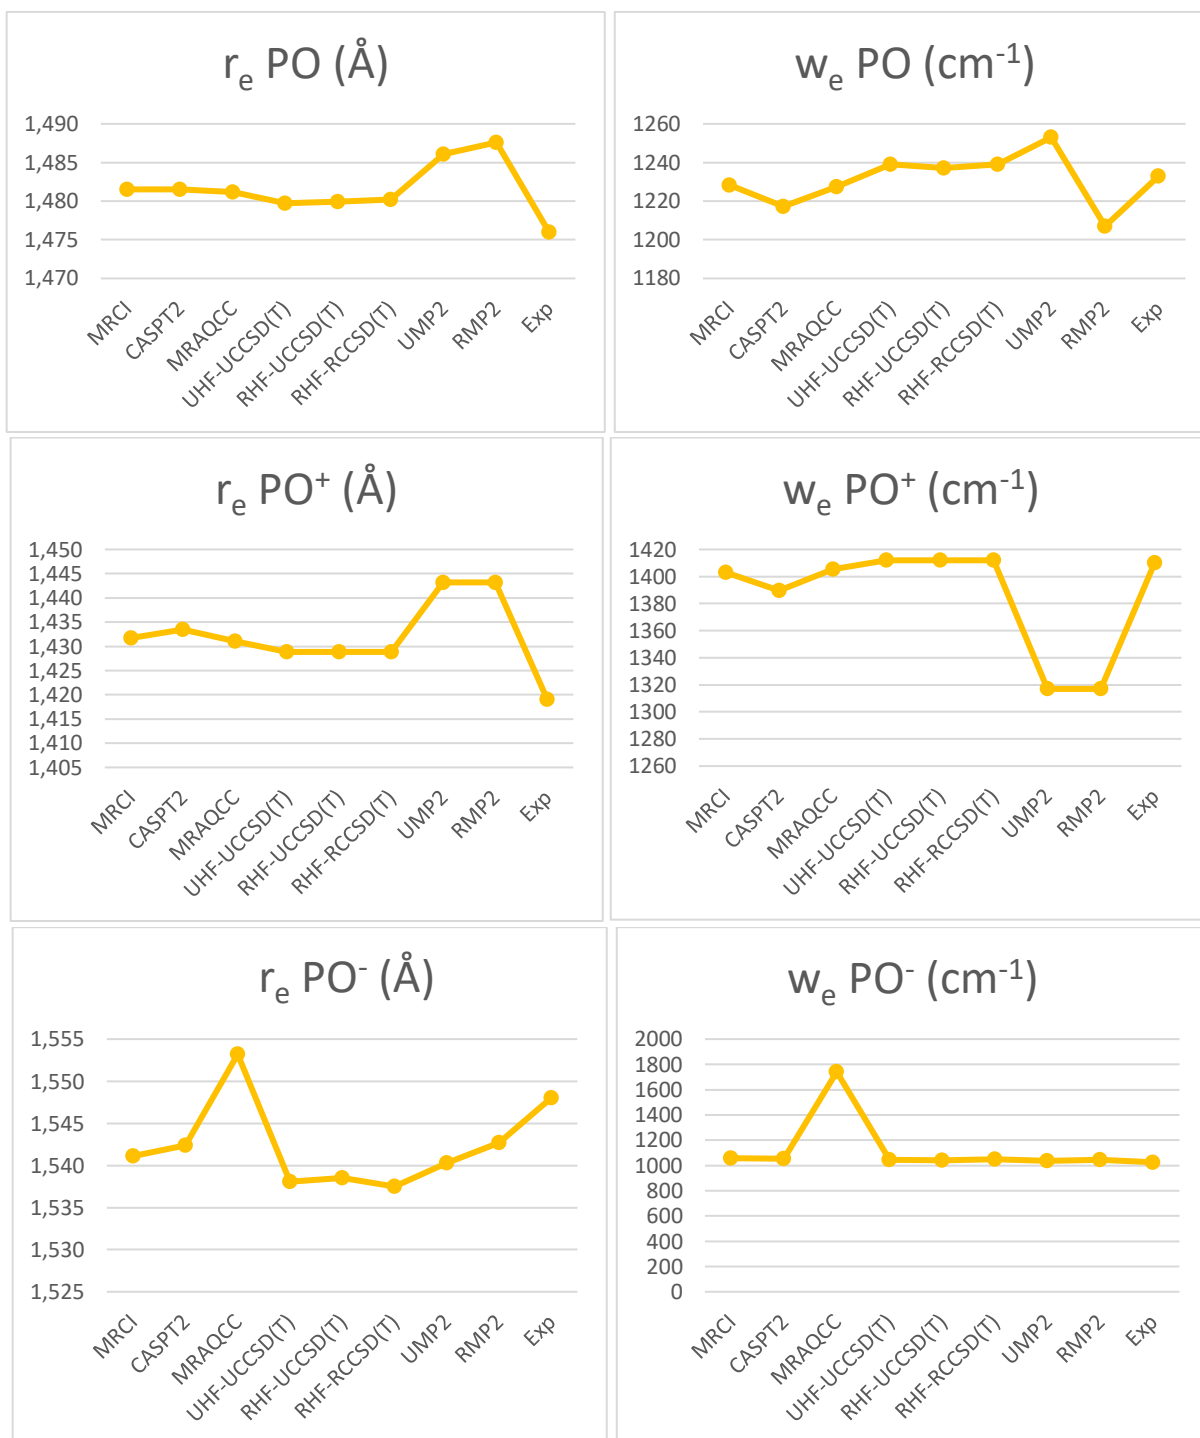 rₑ PO (Å)
1,490
1,485
1,480
1,475
1,470
MRCI
CASPT2
MRAQCC
UHF-UCCSD(T)
RHF-UCCSD(T)
RHF-RCCSD(T)
UMP2
RMP2
Exp
wₑ PO (cm⁻¹)
1260
1240
1220
1200
1180
MRCI
CASPT2
MRAQCC
UHF-UCCSD(T)
RHF-UCCSD(T)
RHF-RCCSD(T)
UMP2
RMP2
Exp
rₑ PO⁺ (Å)
1,450
1,445
1,440
1,435
1,430
1,425
1,420
1,415
1,410
1,405
MRCI
CASPT2
MRAQCC
UHF-UCCSD(T)
RHF-UCCSD(T)
RHF-RCCSD(T)
UMP2
RMP2
Exp
wₑ PO⁺ (cm⁻¹)
1420
1400
1380
1360
1340
1320
1300
1280
1260
MRCI
CASPT2
MRAQCC
UHF-UCCSD(T)
RHF-UCCSD(T)
RHF-RCCSD(T)
UMP2
RMP2
Exp
rₑ PO⁻ (Å)
1,555
1,550
1,545
1,540
1,535
1,530
1,525
MRCI
CASPT2
MRAQCC
UHF-UCCSD(T)
RHF-UCCSD(T)
RHF-RCCSD(T)
UMP2
RMP2
Exp
wₑ PO⁻ (cm⁻¹)
2000
1800
1600
1400
1200
1000
800
600
400
200
0
MRCI
CASPT2
MRAQCC
UHF-UCCSD(T)
RHF-UCCSD(T)
RHF-RCCSD(T)
UMP2
RMP2
Exp